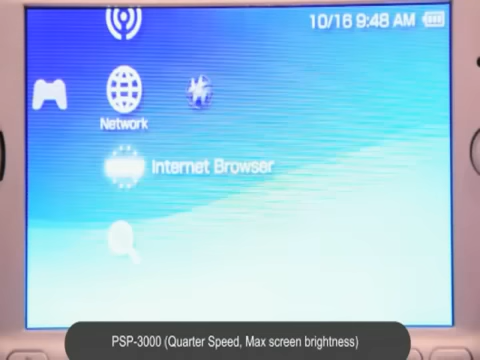 10/16 9:48 AM
Network
Internet Browser
PSP-3000 (Quarter Speed, Max screen brightness)